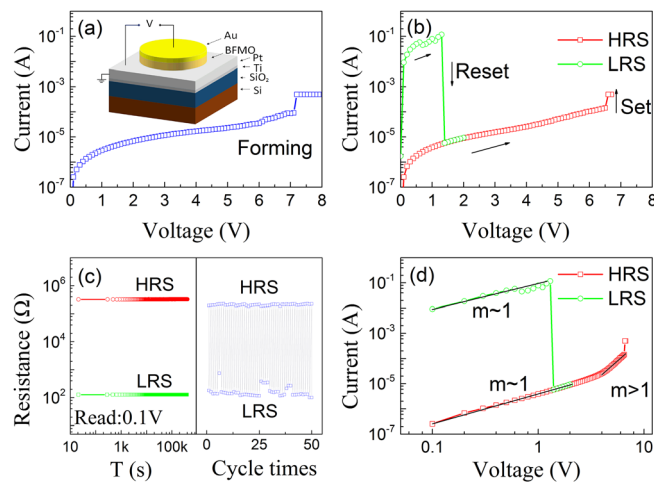 (a)
V
Au
BFMO
Pt
Ti
SiO₂
Si
Forming
Current (A)
10⁻¹
10⁻³
10⁻⁵
10⁻⁷
0 1 2 3 4 5 6 7 8
Voltage (V)
(b)
HRS
LRS
Reset
Set
Current (A)
10⁻¹
10⁻³
10⁻⁵
10⁻⁷
0 1 2 3 4 5 6 7 8
Voltage (V)
(c)
HRS
HRS
LRS
LRS
Read:0.1V
Resistance (Ω)
10⁶
10⁴
10²
10 1k 100k
T (s)
0 25 50
Cycle times
(d)
HRS
LRS
m~1
m~1
m>1
Current (A)
10⁻¹
10⁻³
10⁻⁵
10⁻⁷
0.1 1 10
Voltage (V)